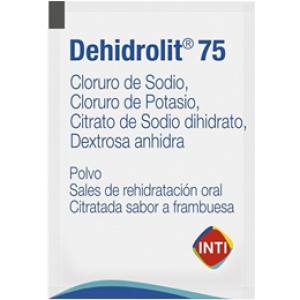 Dehidrolit® 75
Cloruro de Sodio,
Cloruro de Potasio,
Citrato de Sodio dihidrato,
Dextrosa anhidra
Polvo
Sales de rehidratación oral
Citratada sabor a frambuesa
INTI